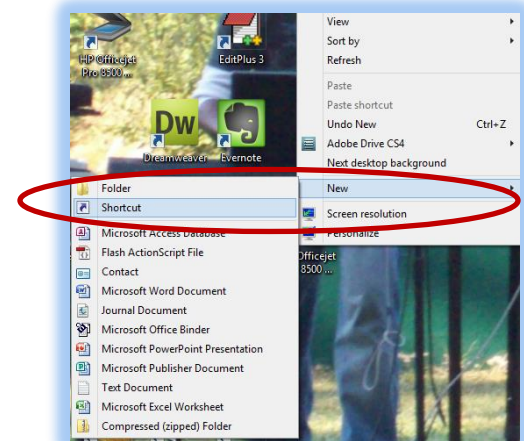 HP Officejet
Pro 8500 ...
EditPlus 3
Dw
Dreamweaver
Evernote
View
Sort by
Refresh
Paste
Paste shortcut
Undo New Ctrl+Z
Adobe Drive CS4
Next desktop background
New
Screen resolution
Personalize
Folder
Shortcut
Microsoft Access Database
Flash ActionScript File
Contact
Microsoft Word Document
Journal Document
Microsoft Office Binder
Microsoft PowerPoint Presentation
Microsoft Publisher Document
Text Document
Microsoft Excel Worksheet
Compressed (zipped) Folder
Officejet
8500 ...